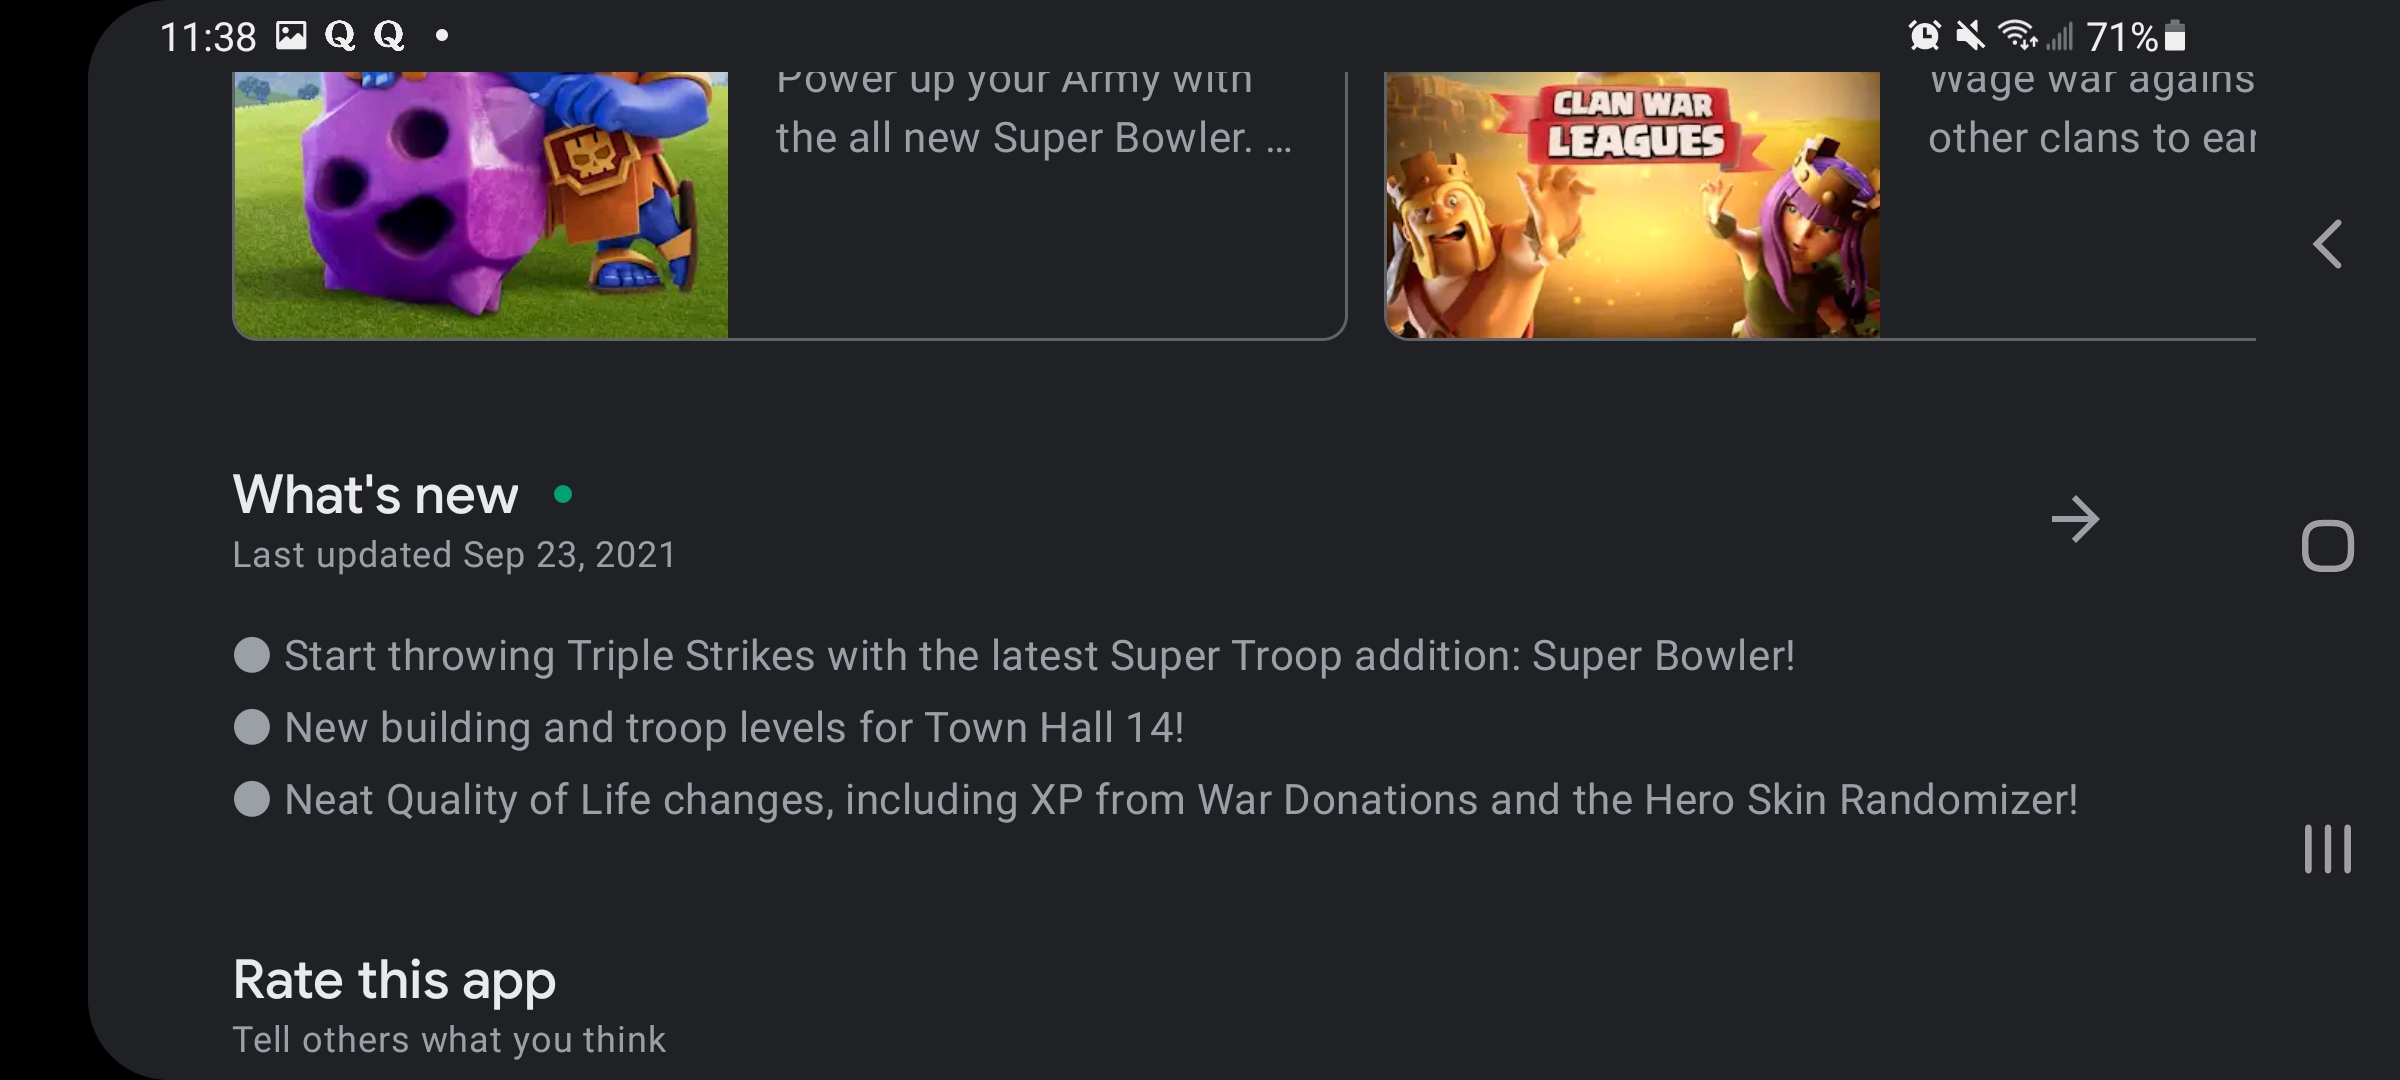 11:38 Q Q
71%
Power up your Army with
the all new Super Bowler. ...
CLAN WAR
LEAGUES
Wage war agains
other clans to ear
What's new
Last updated Sep 23, 2021
Start throwing Triple Strikes with the latest Super Troop addition: Super Bowler!
New building and troop levels for Town Hall 14!
Neat Quality of Life changes, including XP from War Donations and the Hero Skin Randomizer!
Rate this app
Tell others what you think